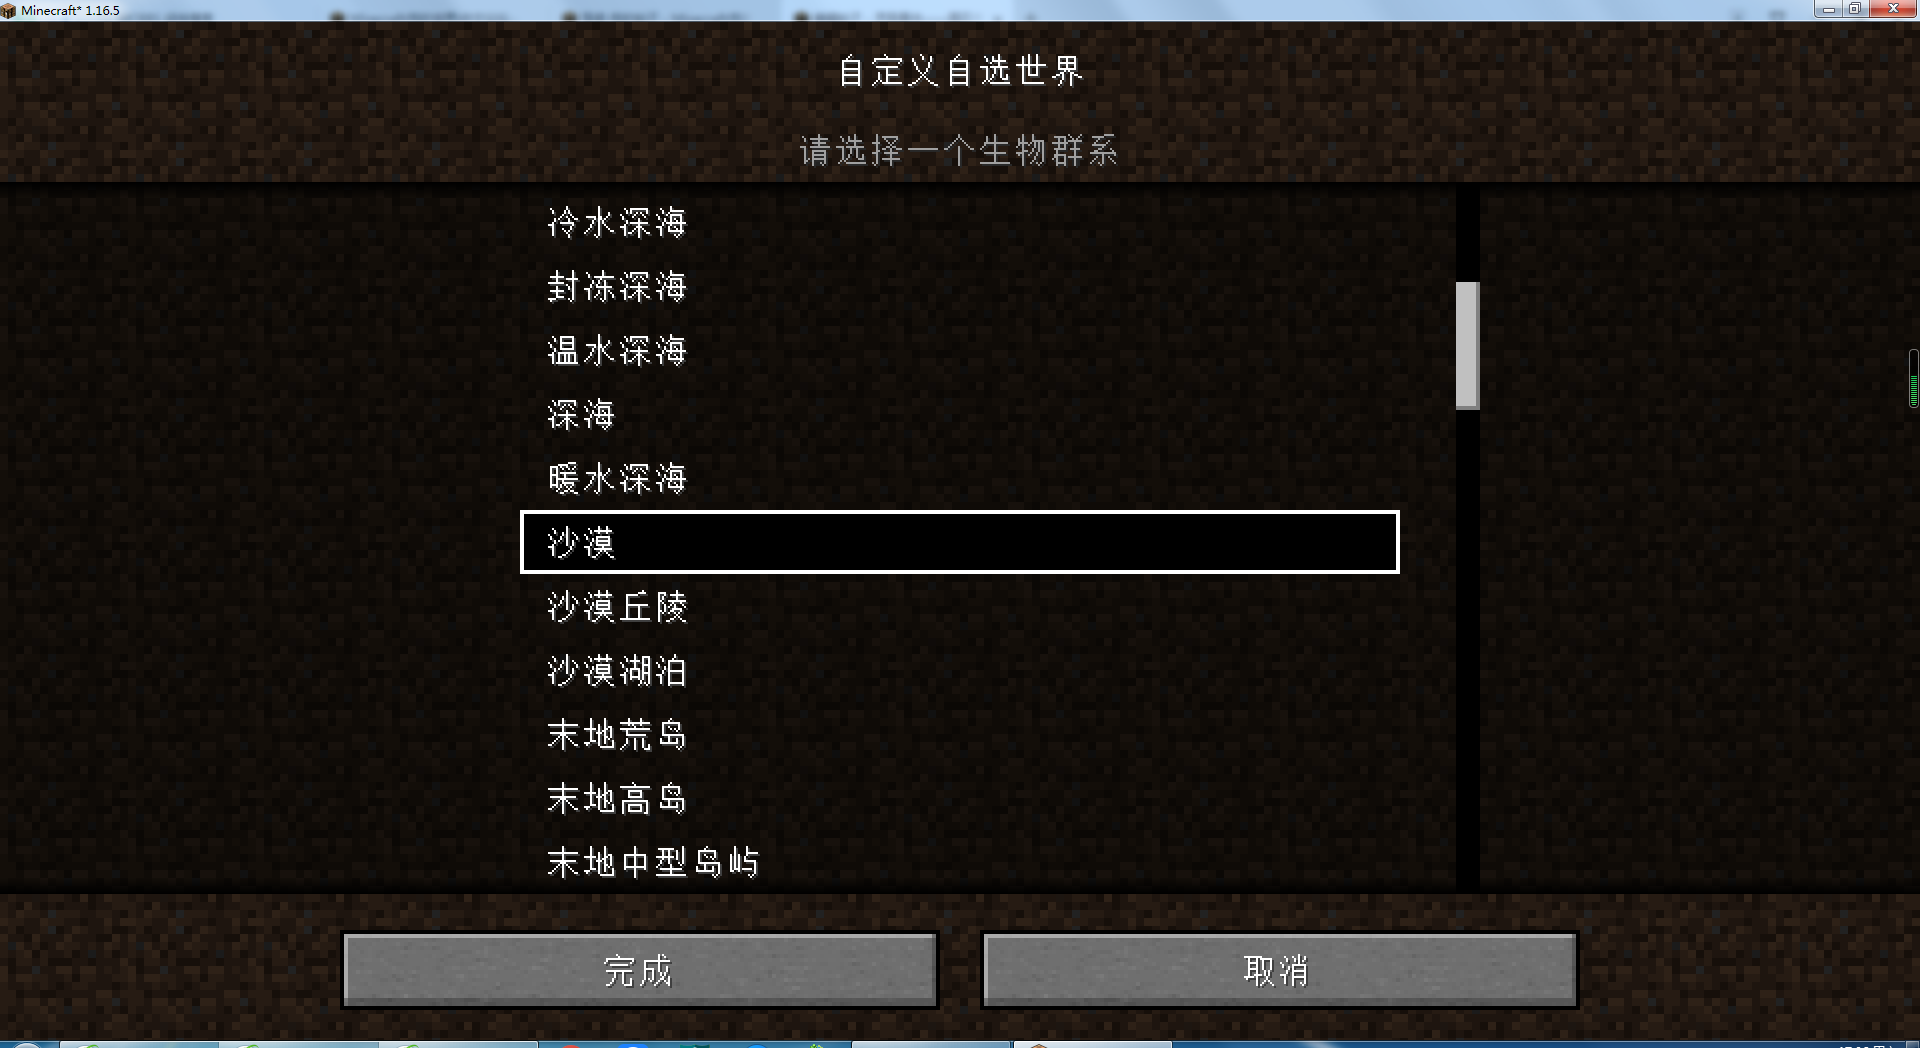 Minecraft* 1.16.5
自定义自选世界
请选择一个生物群系
冷水深海
封冻深海
温水深海
深海
暖水深海
沙漠
沙漠丘陵
沙漠湖泊
末地荒岛
末地高岛
末地中型岛屿
完成
取消